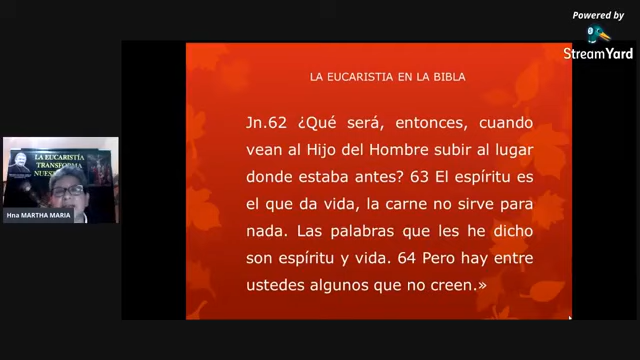 Powered by
StreamYard
LA EUCARISTIA EN LA BIBLA
Jn.62 ¿Qué será, entonces, cuando
vean al Hijo del Hombre subir al lugar
donde estaba antes? 63 El espíritu es
el que da vida, la carne no sirve para
nada. Las palabras que les he dicho
son espíritu y vida. 64 Pero hay entre
ustedes algunos que no creen.»
LA EUCARISTÍA
TRANSFORMA
Hna MARTHA MARIA